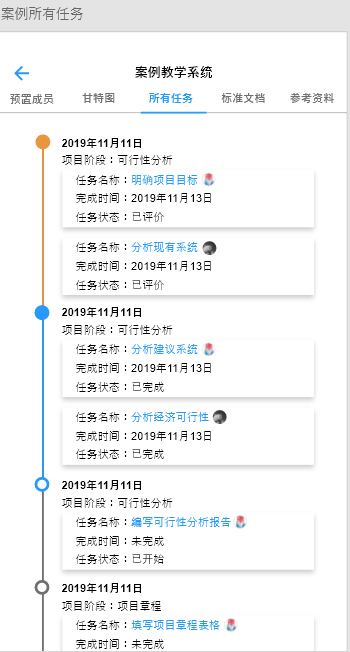 案例所有任务
案例教学系统
预置成员 甘特图 所有任务 标准文档 参考资料
2019年11月11日
项目阶段：可行性分析
任务名称：明确项目目标
完成时间：2019年11月13日
任务状态：已评价
任务名称：分析现有系统
完成时间：2019年11月13日
任务状态：已评价
2019年11月11日
项目阶段：可行性分析
任务名称：分析建议系统
完成时间：2019年11月13日
任务状态：已完成
任务名称：分析经济可行性
完成时间：2019年11月13日
任务状态：已完成
2019年11月11日
项目阶段：可行性分析
任务名称：编写可行性分析报告
完成时间：未完成
任务状态：已开始
2019年11月11日
项目阶段：项目章程
任务名称：填写项目章程表格
完成时间：未完成